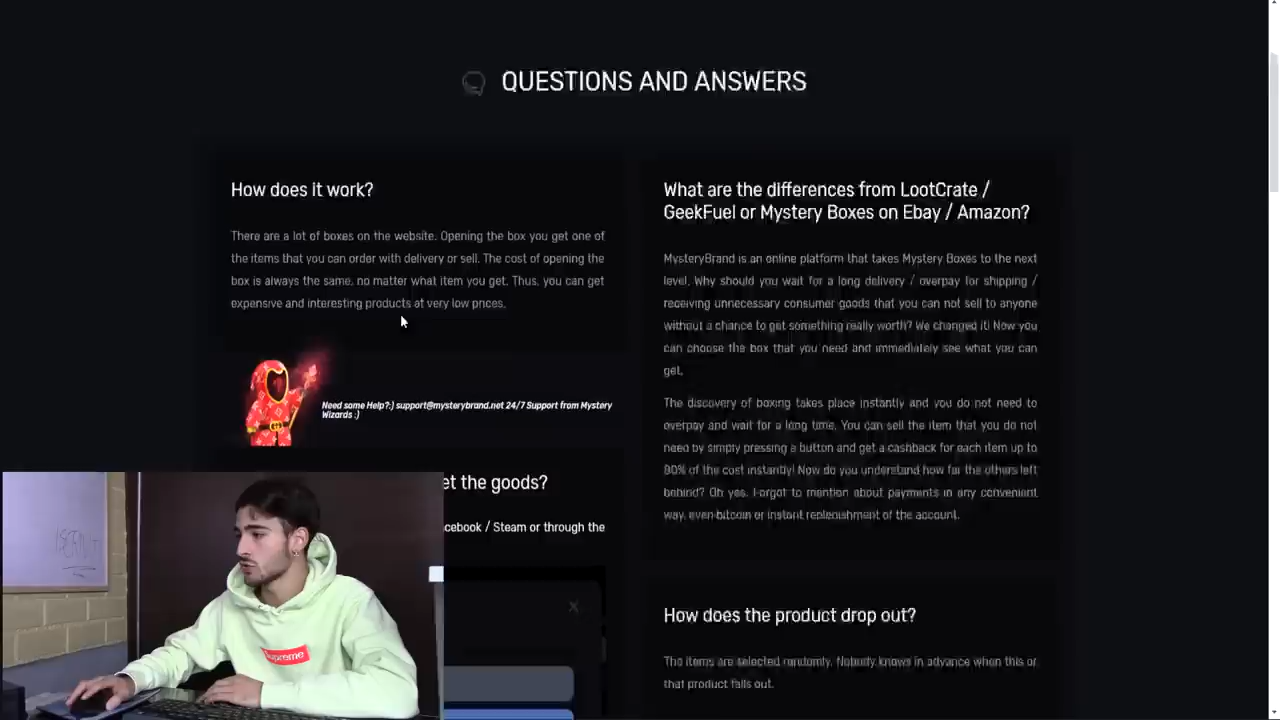 QUESTIONS AND ANSWERS
How does it work?
There are a lot of boxes on the website. Opening the box you get one of
the items that you can order with delivery or sell. The cost of opening the
box is always the same, no matter what item you get. Thus, you can get
expensive and interesting products at very low prices.
Need some Help?:) support@mysterybrand.net 24/7 Support from Mystery
Wizards :)
et the goods?
cebook / Steam or through the
What are the differences from LootCrate /
GeekFuel or Mystery Boxes on Ebay / Amazon?
MysteryBrand is an online platform that takes Mystery Boxes to the next
level. Why should you wait for a long delivery / overpay for shipping /
receiving unnecessary consumer goods that you can not sell to anyone
without a chance to get something really worth? We changed it! Now you
can choose the box that you need and immediately see what you can
get.
The discovery of boxing takes place instantly and you do not need to
overpay and wait for a long time. You can sell the item that you do not
need by simply pressing a button and get a cashback for each item up to
80% of the cost instantly! Now do you understand how far the others left
behind? Oh yes. I orgot to mention about payments in any convenient
way, even bitcoin or instant replenishment of the account.
How does the product drop out?
The items are selected randomly. Nobody knows in advance when this or
that product falls out.
Supreme